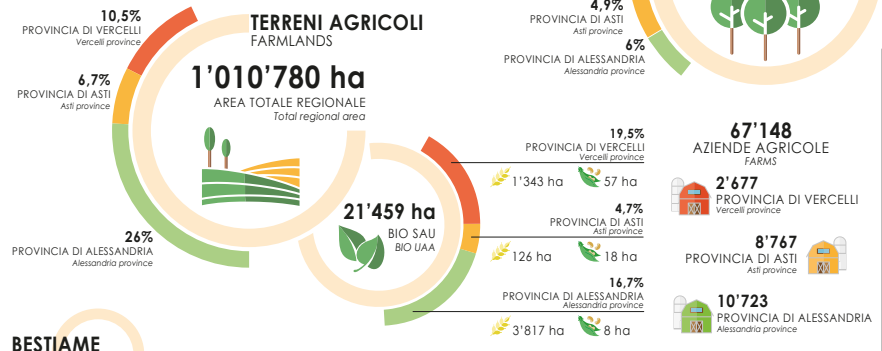 10,5%
PROVINCIA DI VERCELLI
Vercelli province
6,7%
PROVINCIA DI ASTI
Asti province
26%
PROVINCIA DI ALESSANDRIA
Alessandria province
TERRENI AGRICOLI
FARMLANDS
1'010'780 ha
AREA TOTALE REGIONALE
Total regional area
21'459 ha
BIO SAU
BIO UAA
4,9%
PROVINCIA DI ASTI
Asti province
6%
PROVINCIA DI ALESSANDRIA
Alessandria province
19,5%
PROVINCIA DI VERCELLI
Vercelli province
1'343 ha 57 ha
4,7%
PROVINCIA DI ASTI
Asti province
126 ha 18 ha
16,7%
PROVINCIA DI ALESSANDRIA
Alessandria province
3'817 ha 8 ha
67'148
AZIENDE AGRICOLE
FARMS
2'677
PROVINCIA DI VERCELLI
Vercelli province
8'767
PROVINCIA DI ASTI
Asti province
10'723
PROVINCIA DI ALESSANDRIA
Alessandria province
BESTIAME